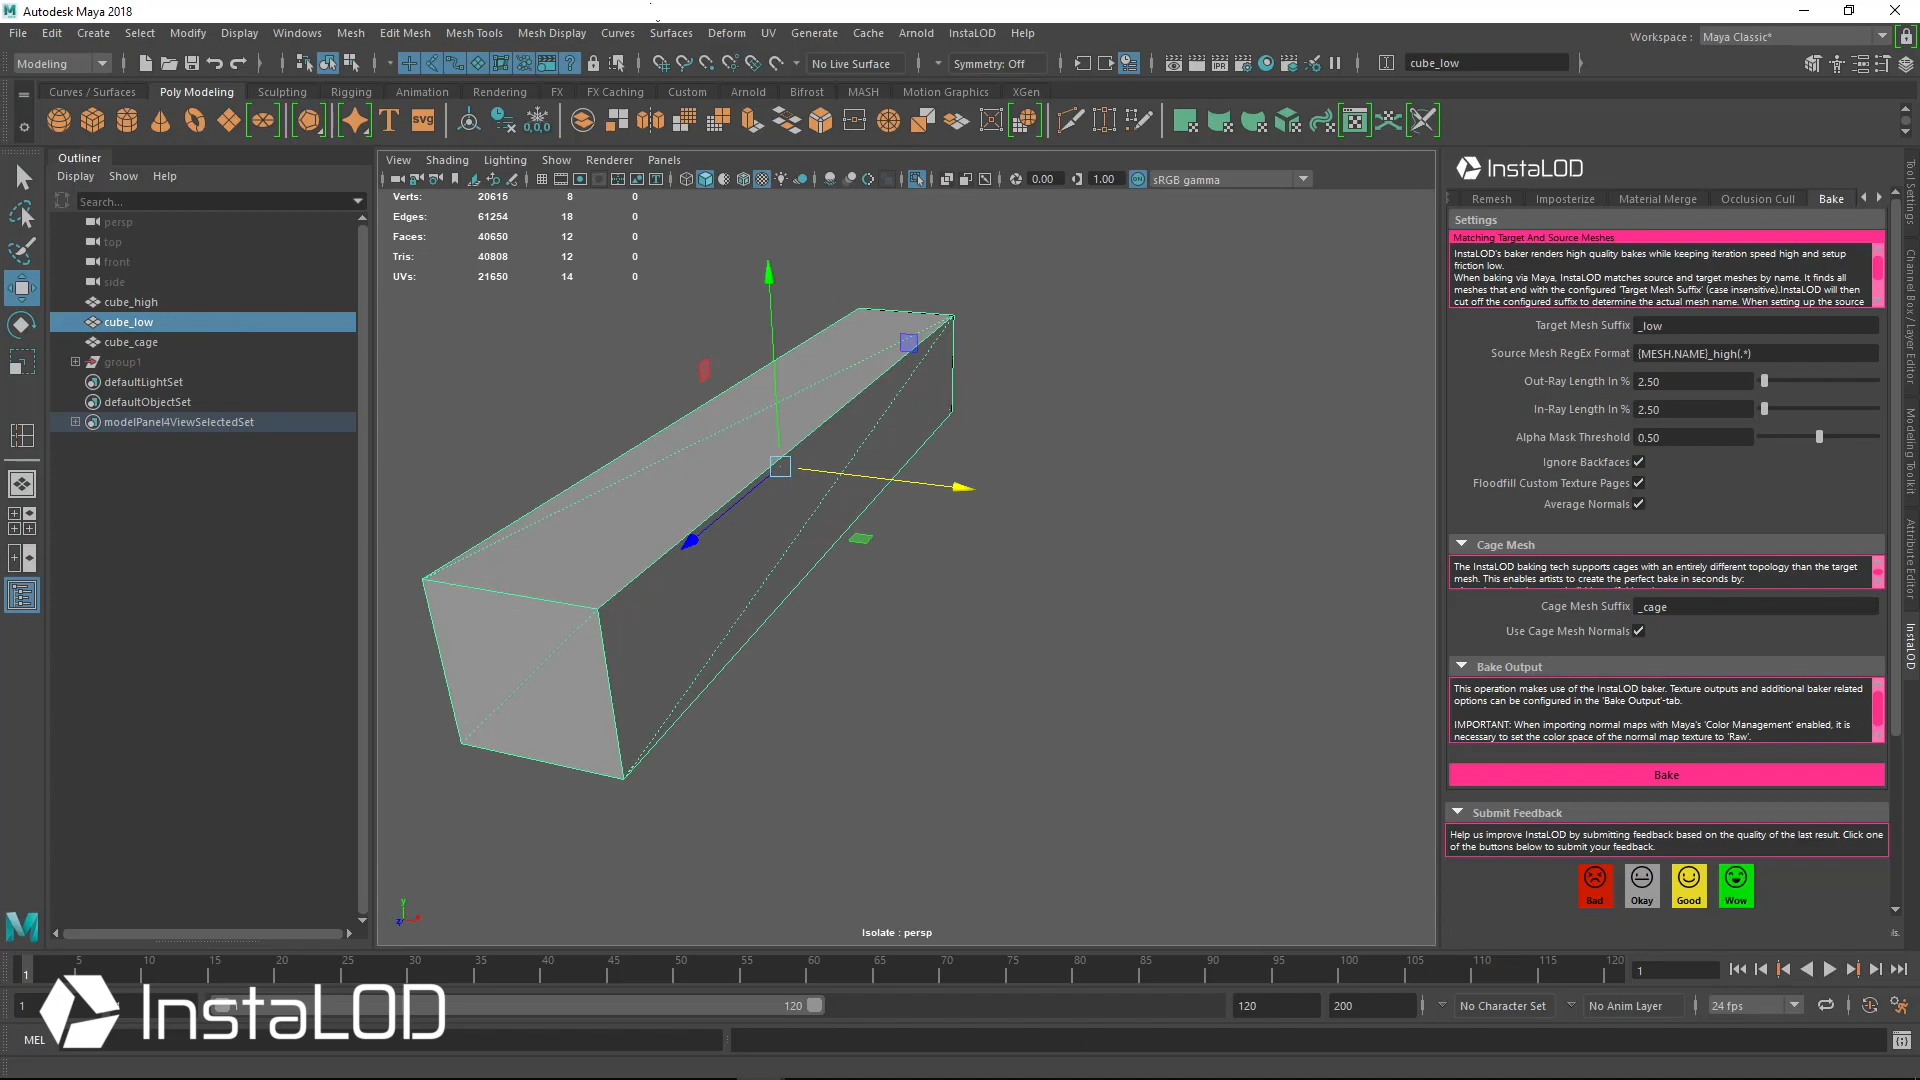 Autodesk Maya 2018
File Edit Create Select Modify Display Windows Mesh Edit Mesh Mesh Tools Mesh Display Curves Surfaces Deform UV Generate Cache Arnold InstaLOD Help
Workspace : Maya Classic*
Modeling
No Live Surface
Symmetry: Off
cube_low
Curves / Surfaces Poly Modeling Sculpting Rigging Animation Rendering FX FX Caching Custom Arnold Bifrost MASH Motion Graphics XGen
T svg 0,0,0
Outliner
Display Show Help
Search...
persp
top
front
side
cube_high
cube_low
cube_cage
group1
defaultLightSet
defaultObjectSet
modelPanel4ViewSelectedSet
View Shading Lighting Show Renderer Panels
0.00 1.00 sRGB gamma
Verts: 20615 8 0
Edges: 61254 18 0
Faces: 40650 12 0
Tris: 40808 12 0
UVs: 21650 14 0
Isolate : persp
InstaLOD
Remesh Imposterize Material Merge Occlusion Cull Bake
Settings
Matching Target And Source Meshes
InstaLOD's baker renders high quality bakes while keeping iteration speed high and setup
friction low.
When baking via Maya, InstaLOD matches source and target meshes by name. It finds all
meshes that end with the configured 'Target Mesh Suffix' (case insensitive).InstaLOD will then
cut off the configured suffix to determine the actual mesh name. When setting up the source
Target Mesh Suffix _low
Source Mesh RegEx Format {MESH.NAME}_high(.*)
Out-Ray Length In % 2.50
In-Ray Length In % 2.50
Alpha Mask Threshold 0.50
Ignore Backfaces
Floodfill Custom Texture Pages
Average Normals
Cage Mesh
The InstaLOD baking tech supports cages with an entirely different topology than the target
mesh. This enables artists to create the perfect bake in seconds by:
Cage Mesh Suffix _cage
Use Cage Mesh Normals
Bake Output
This operation makes use of the InstaLOD baker. Texture outputs and additional baker related
options can be configured in the 'Bake Output'-tab.
IMPORTANT: When importing normal maps with Maya's 'Color Management' enabled, it is
necessary to set the color space of the normal map texture to 'Raw'.
Bake
Submit Feedback
Help us improve InstaLOD by submitting feedback based on the quality of the last result. Click one
of the buttons below to submit your feedback.
Bad Okay Good Wow
Tool Settings
Channel Box / Layer Editor
Modeling Toolkit
Attribute Editor
InstaLOD
5 10 15 20 25 30 35 40 45 50 55 60 65 70 75 80 85 90 95 100 105 110 115 120
1
1
1 120 120 200 No Character Set No Anim Layer 24 fps
InstaLOD
MEL